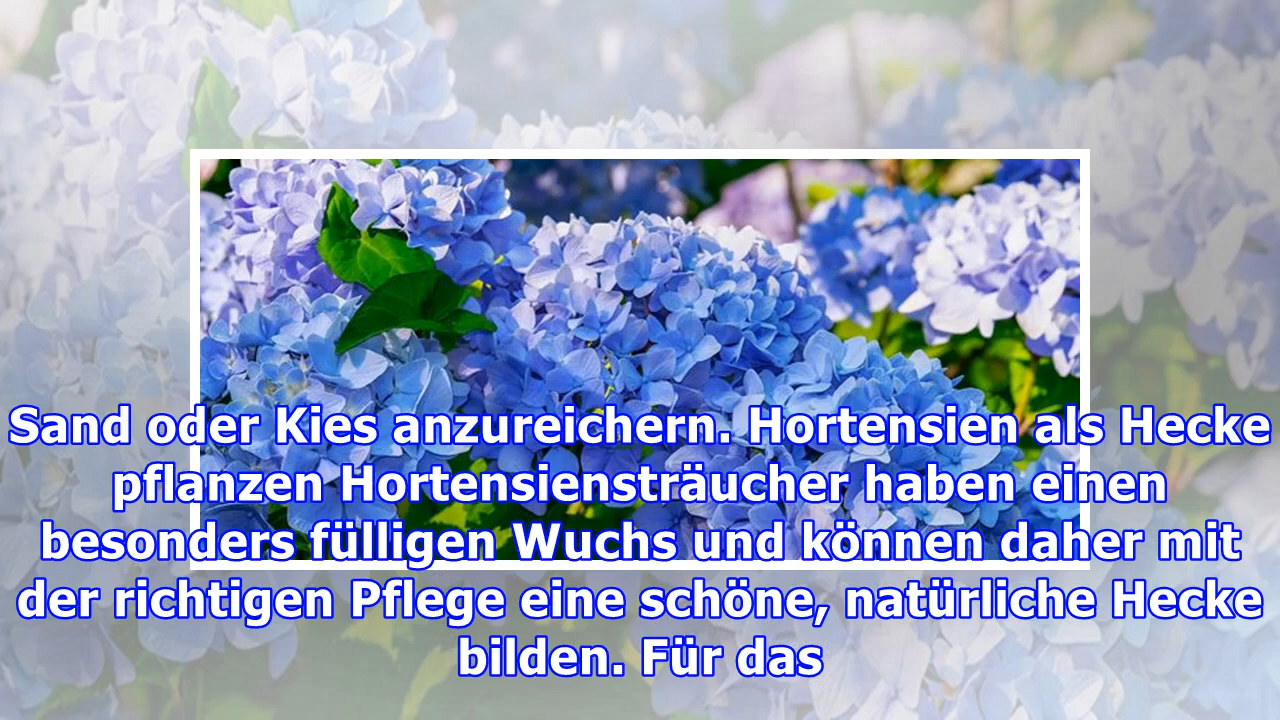 Sand oder Kies anzureichern. Hortensien als Hecke
pflanzen Hortensiensträucher haben einen
besonders fülligen Wuchs und können daher mit
der richtigen Pflege eine schöne, natürliche Hecke
bilden. Für das